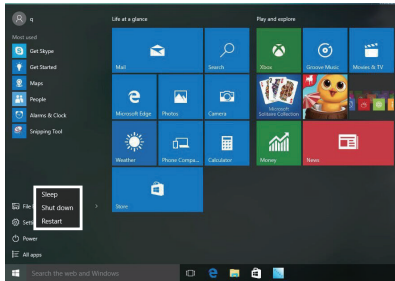 q
Life at a glance
Play and explore
Most used
Get Skype
Get Started
Maps
People
Alarms & Clock
Snipping Tool
Mail
Search
Xbox
Groove Music
Movies & TV
Microsoft Edge
Photos
Camera
Microsoft
Solitaire Collection
Weather
Phone Compa...
Calculator
Money
News
Store
Sleep
Shut down
Restart
File
Power
All apps
Search the web and Windows